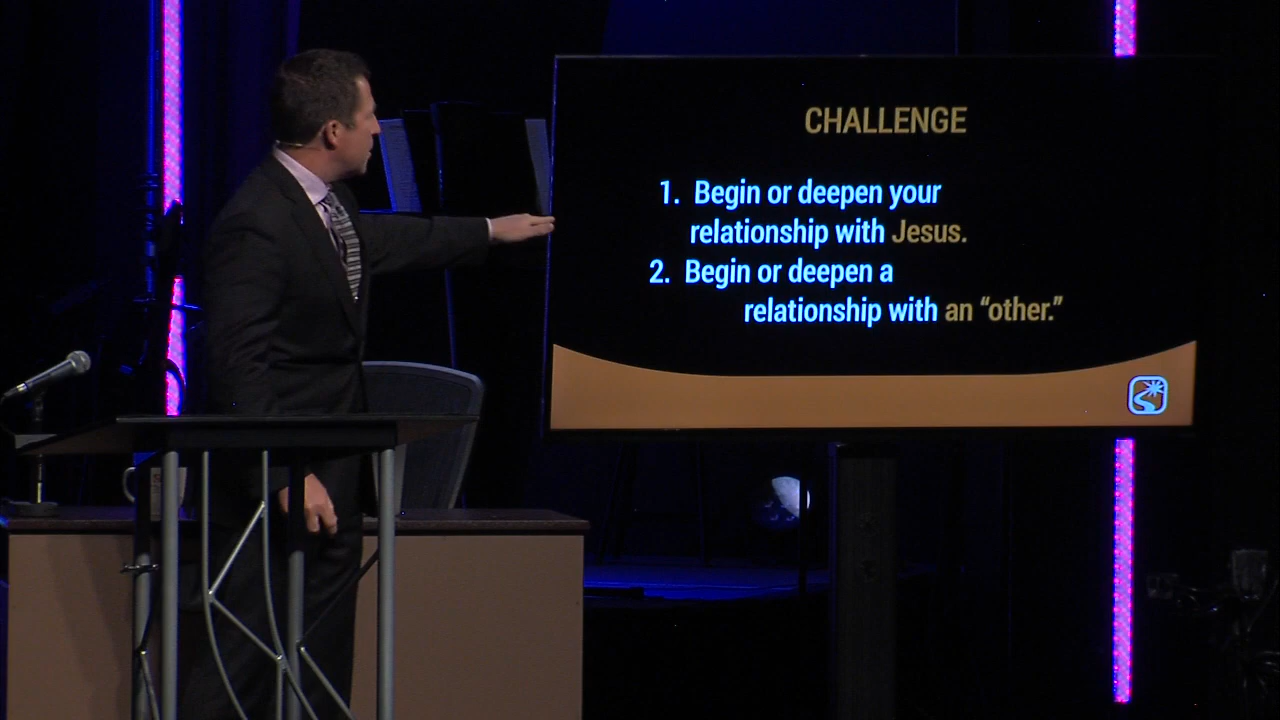 CHALLENGE
1. Begin or deepen your
relationship with Jesus.
2. Begin or deepen a
relationship with an “other.”